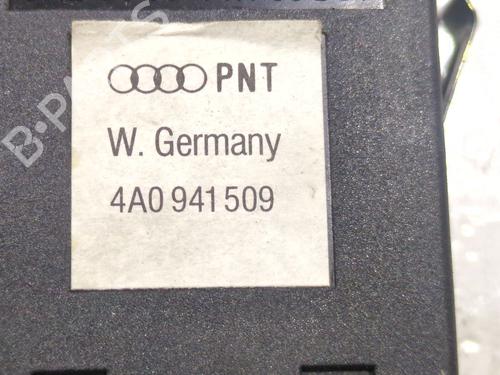 PNT
W. Germany
4A0 941 509
B-PARTS